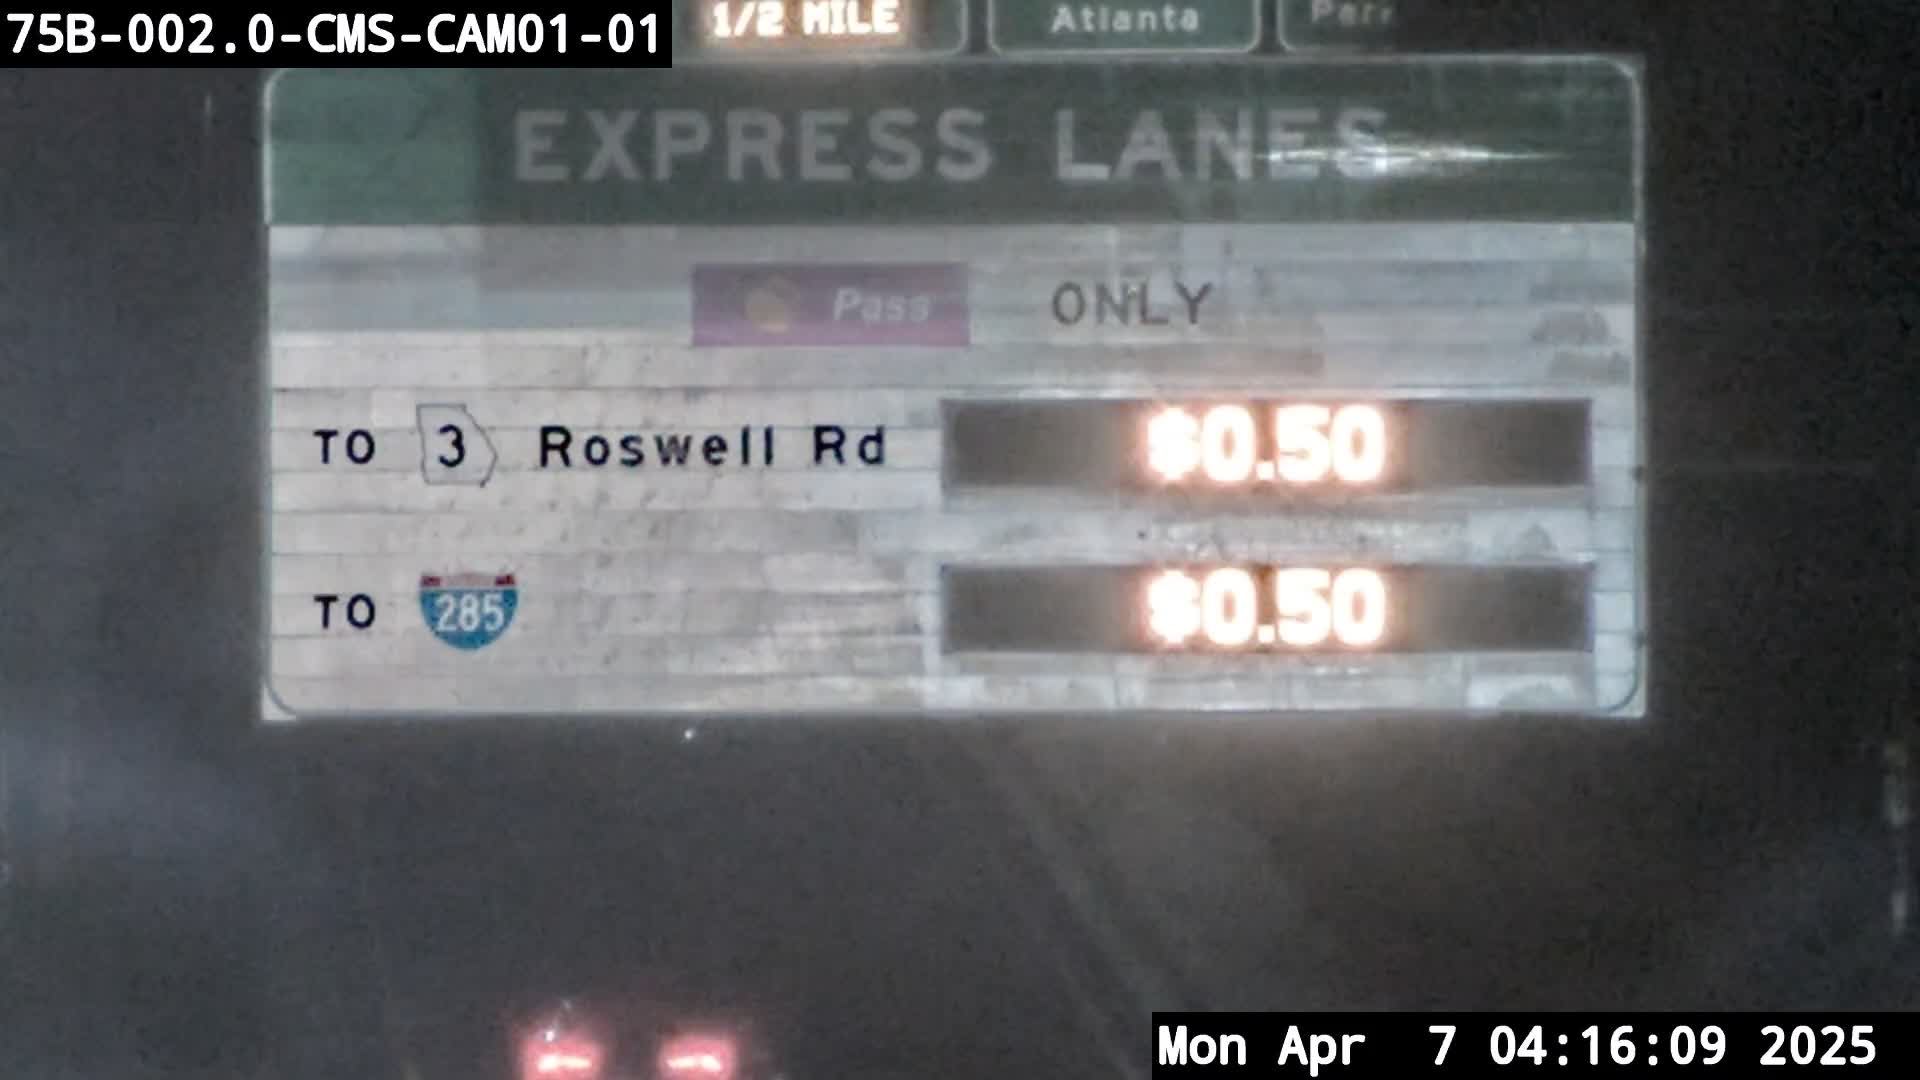 75B-002.0-CMS-CAM01-01
1/2 MILE
Atlanta
EXPRESS LANES
Pass ONLY
TO 3 Roswell Rd $0.50
TO 285 $0.50
Mon Apr 7 04:16:09 2025